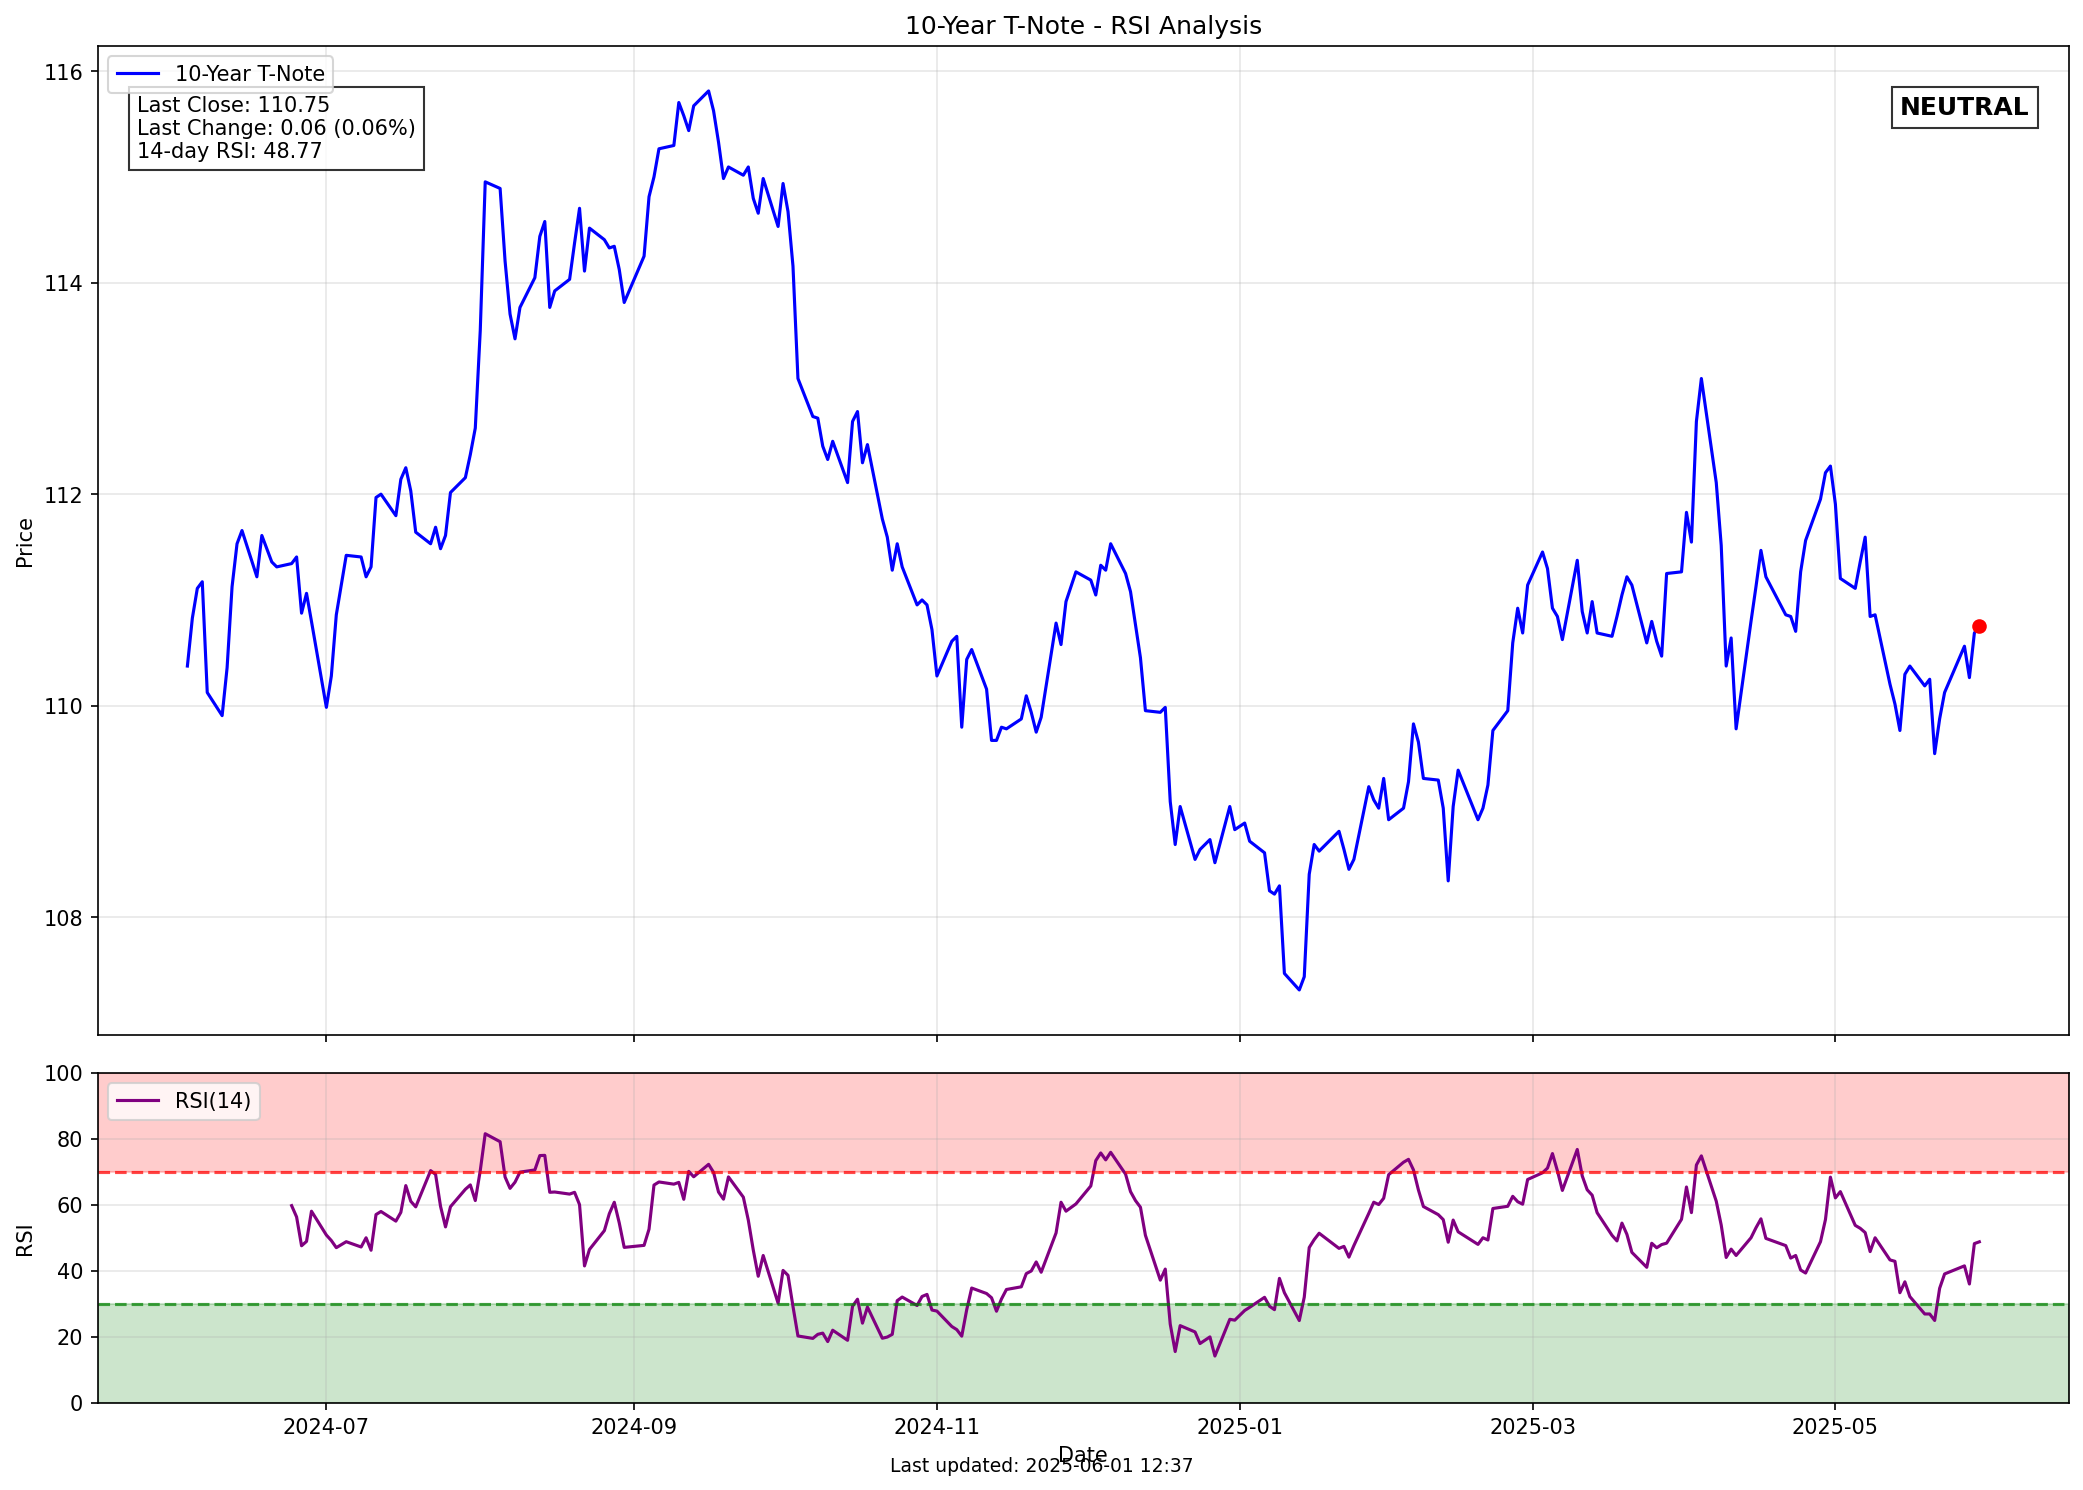 10-Year T-Note - RSI Analysis
10-Year T-Note
Last Close: 110.75
Last Change: 0.06 (0.06%)
14-day RSI: 48.77
NEUTRAL
Price
116
114
112
110
108
RSI(14)
RSI
100
80
60
40
20
0
2024-07
2024-09
2024-11
2025-01
2025-03
2025-05
Date
Last updated: 2025-06-01 12:37